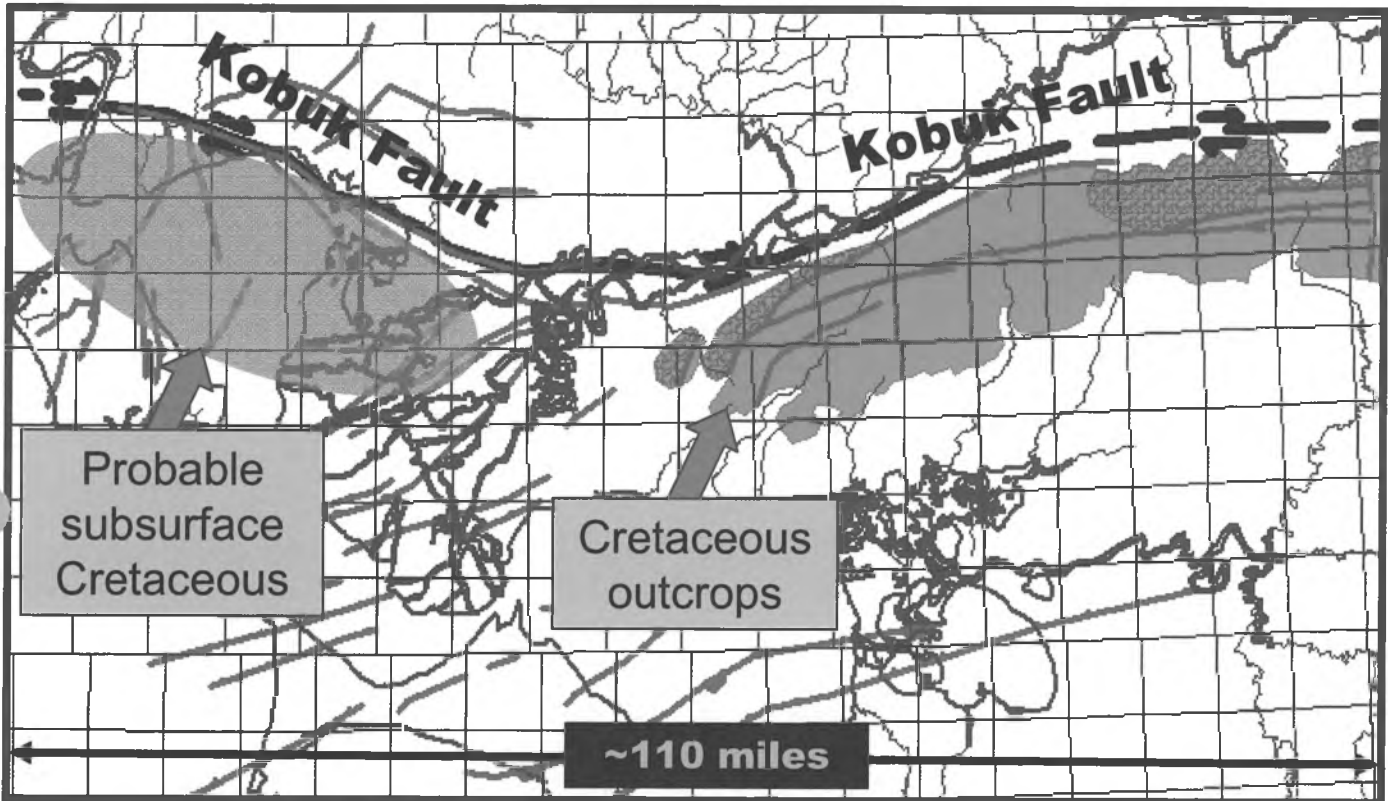 Kobuk Fault
Kobuk Fault
Probable
subsurface
Cretaceous
Cretaceous
outcrops
~110 miles